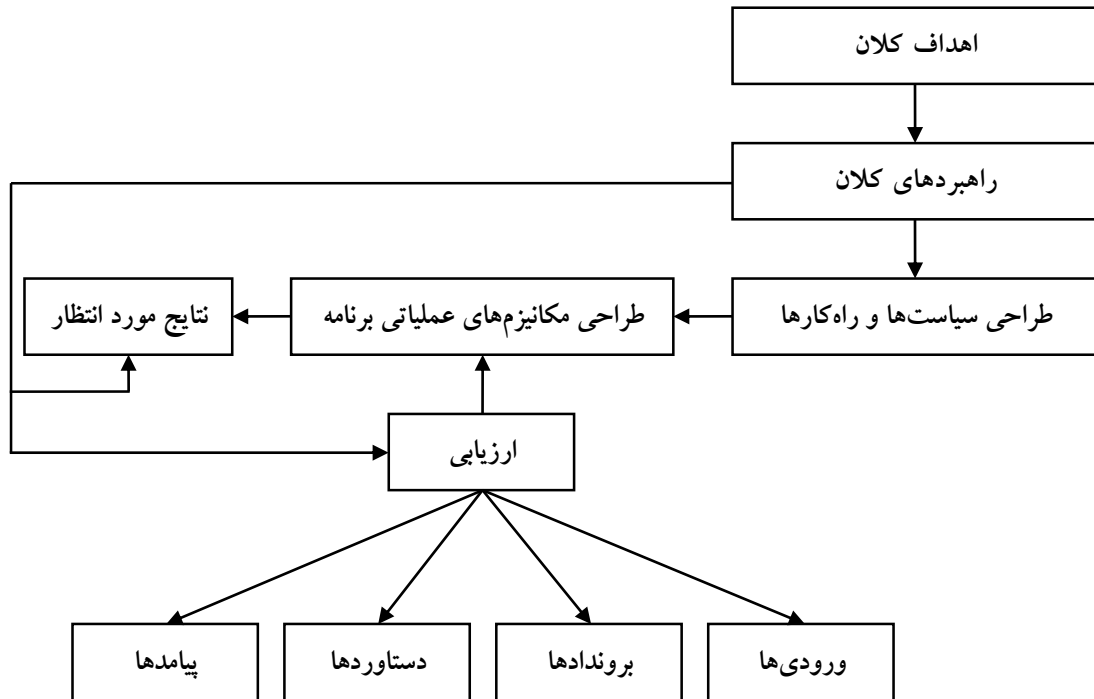 اهداف کلان
راهبردهای کلان
طراحی سیاست‌ها و راه‌کارها
طراحی مکانیزم‌های عملیاتی برنامه
نتایج مورد انتظار
ارزیابی
ورودی‌ها
بروندادها
دستاوردها
پیامدها